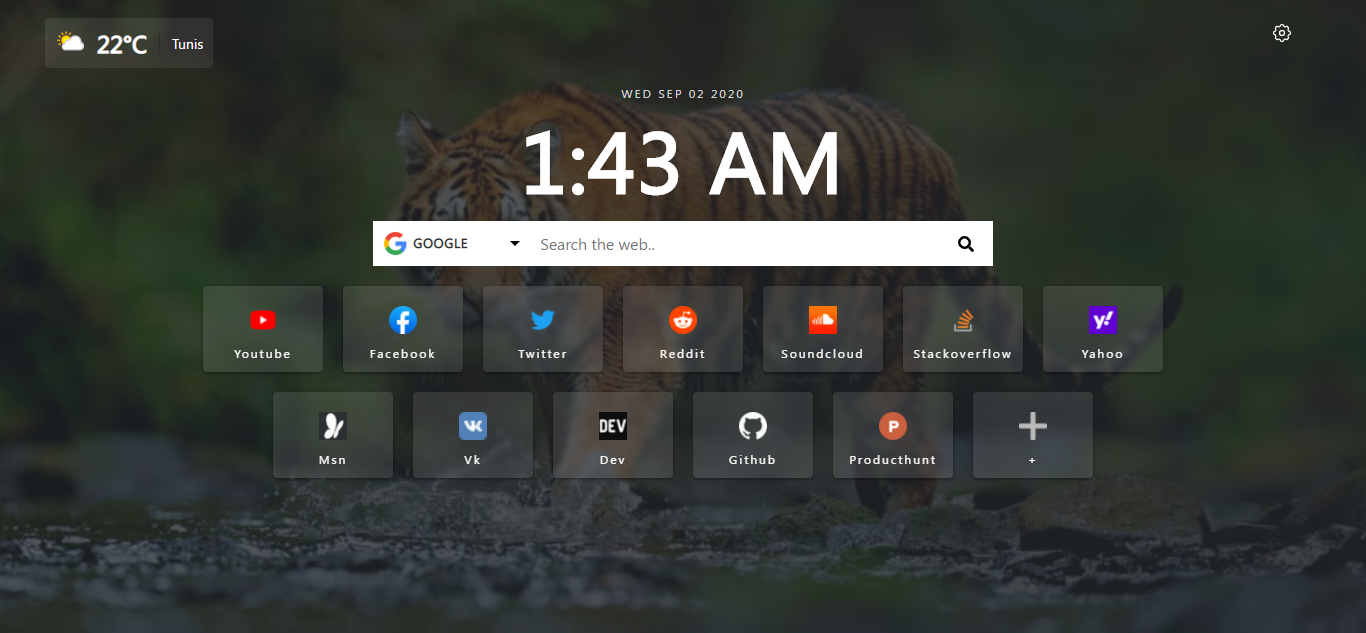 22°C Tunis
WED SEP 02 2020
1:43 AM
GOOGLE Search the web..
Youtube Facebook Twitter Reddit Soundcloud Stackoverflow Yahoo
DEV
Msn Vk Dev Github Producthunt +